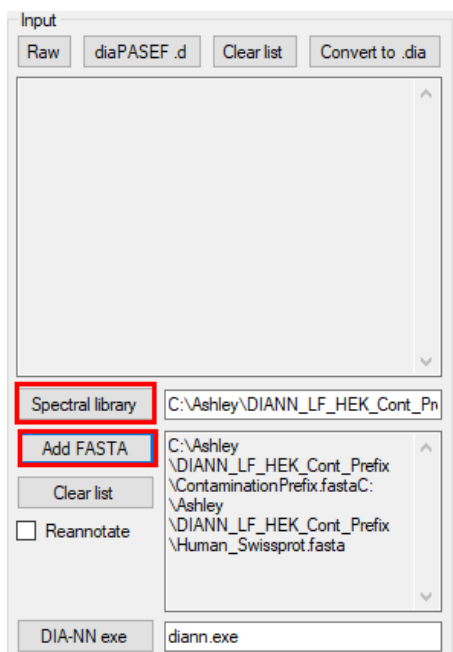 Input
Raw diaPASEF .d Clear list Convert to .dia
Spectral library C:\Ashley\DIANN_LF_HEK_Cont_Pr
Add FASTA C:\Ashley
\DIANN_LF_HEK_Cont_Prefix
\ContaminationPrefix.fastaC:
\Ashley
\DIANN_LF_HEK_Cont_Prefix
\Human_Swissprot.fasta
Clear list
Reannotate
DIA-NN exe diann.exe